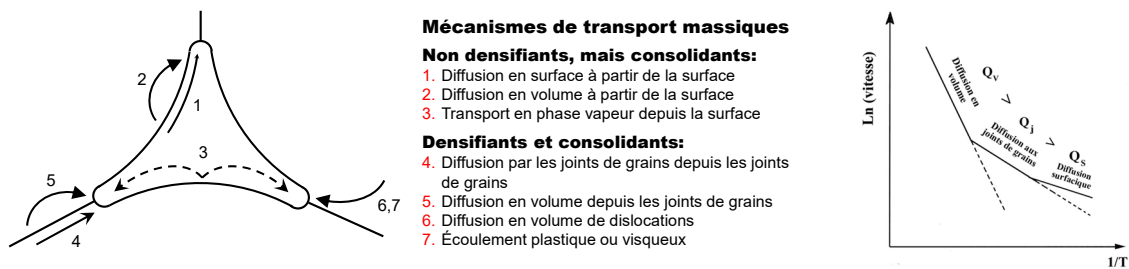 2
1
3
5
4
6,7
Mécanismes de transport massiques
Non densifiants, mais consolidants:
1. Diffusion en surface à partir de la surface
2. Diffusion en volume à partir de la surface
3. Transport en phase vapeur depuis la surface
Densifiants et consolidants:
4. Diffusion par les joints de grains depuis les joints
de grains
5. Diffusion en volume depuis les joints de grains
6. Diffusion en volume de dislocations
7. Écoulement plastique ou visqueux
Ln (vitesse)
Diffusion en
volume
Qv
>
Qj
Diffusion aux
joints de grains
>
QS
Diffusion
surfacique
1/T